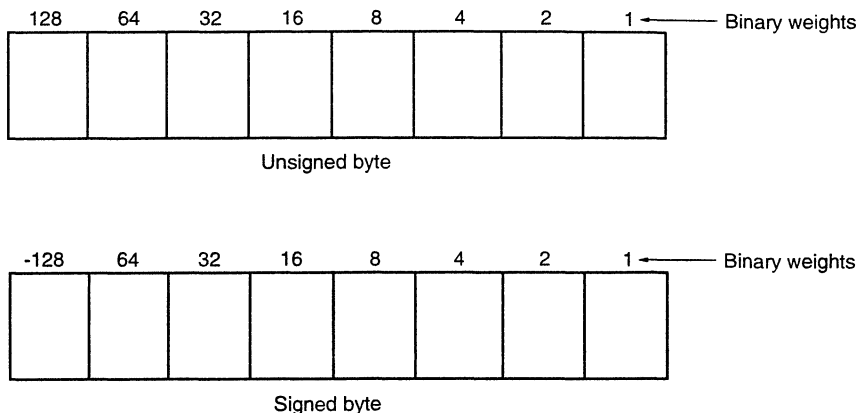 128 64 32 16 8 4 2 1 Binary weights
Unsigned byte
-128 64 32 16 8 4 2 1 Binary weights
Signed byte